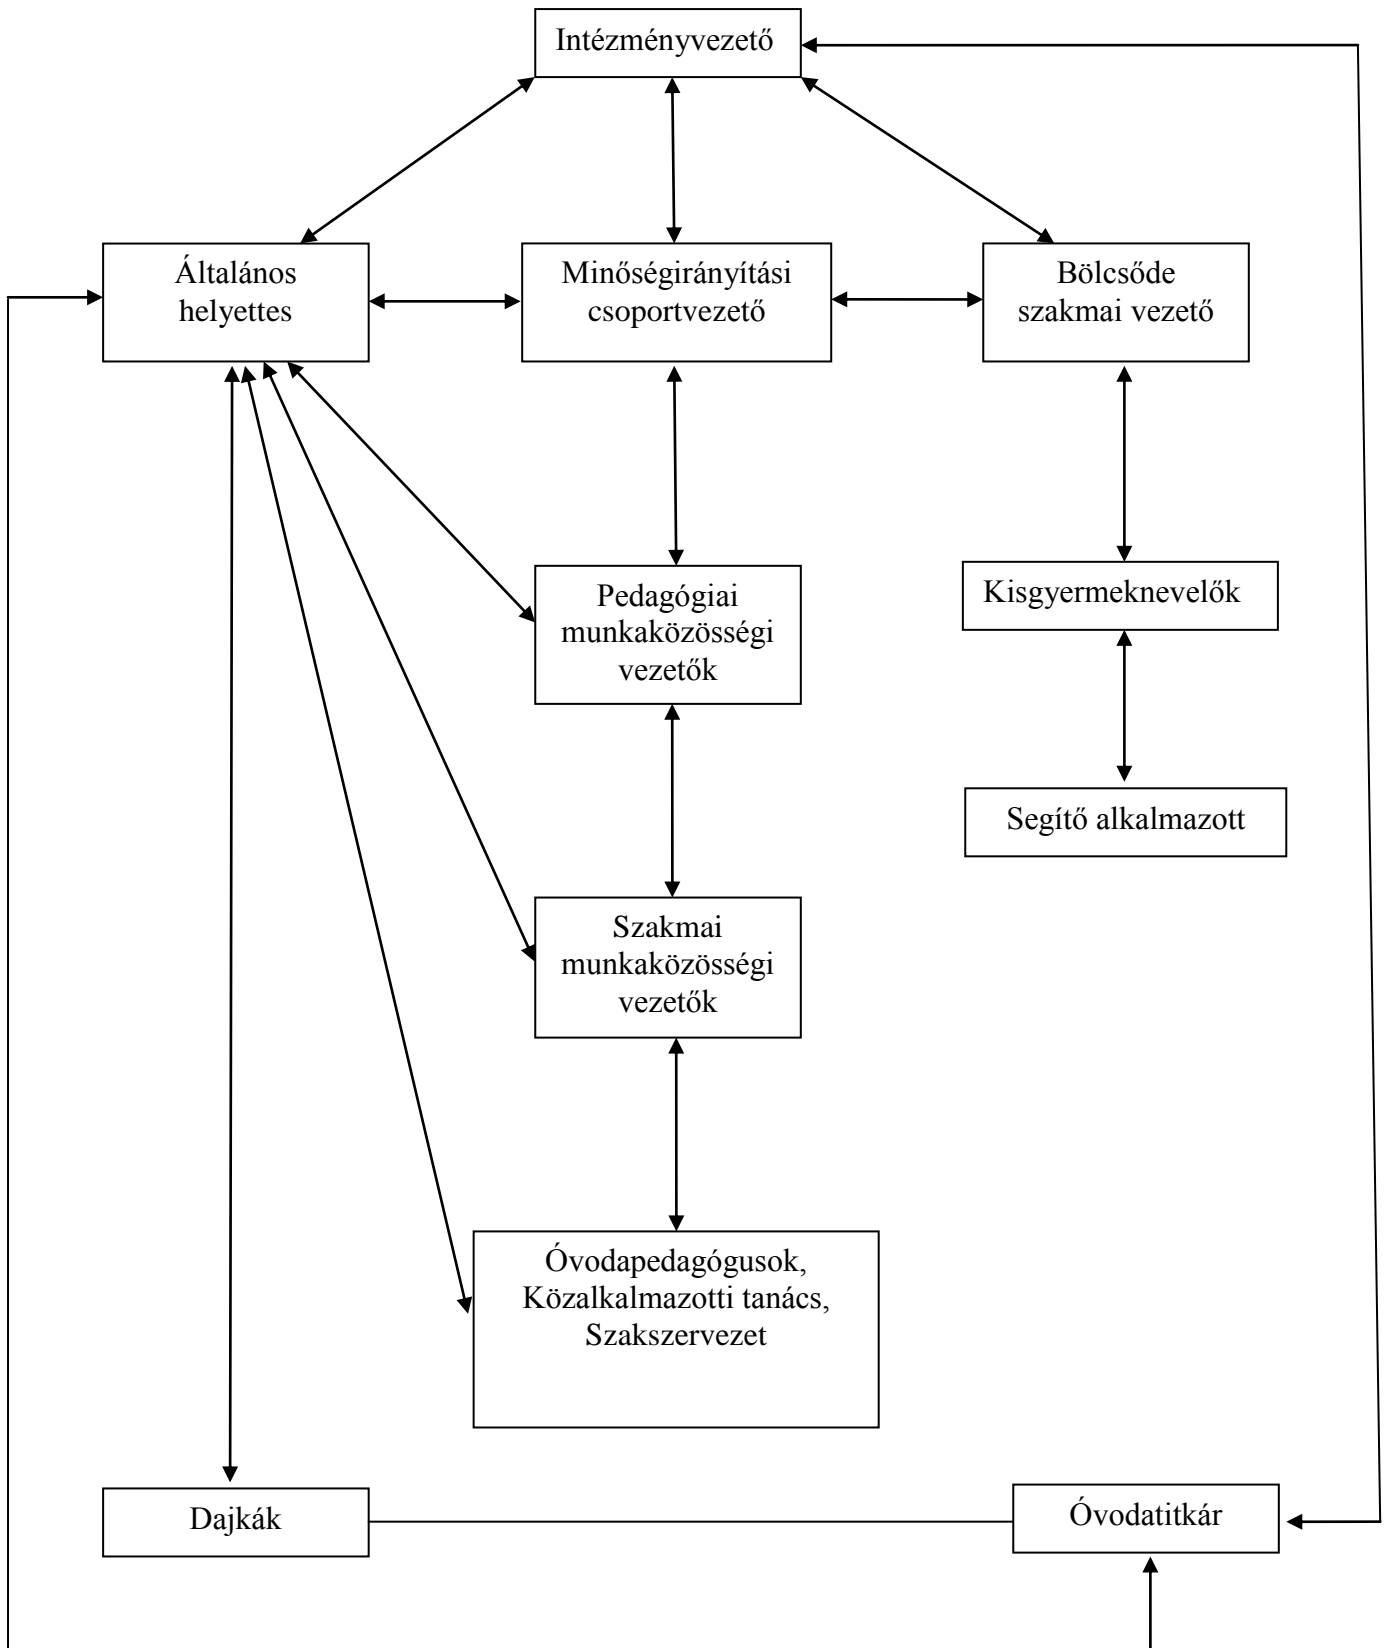 Intézményvezető
Általános
helyettes
Minőségirányítási
csoportvezető
Bölcsőde
szakmai vezető
Pedagógiai
munkaközösségi
vezetők
Kisgyermeknevelők
Segítő alkalmazott
Szakmai
munkaközösségi
vezetők
Óvodapedagógusok,
Közalkalmazotti tanács,
Szakszervezet
Dajkák
Óvodatitkár